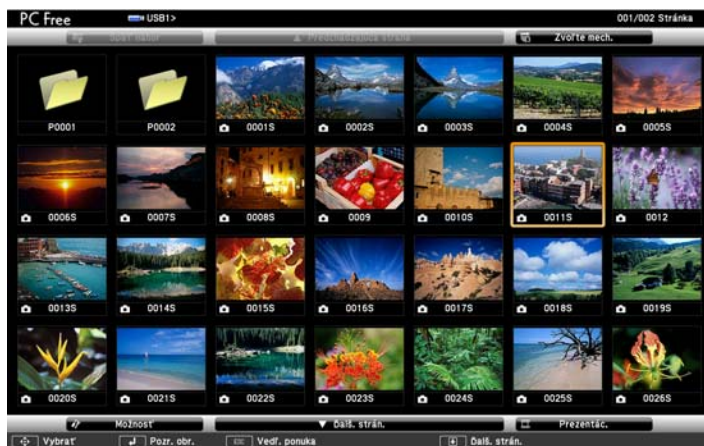 PC Free USB1> 001/002 Stránka
Späť nahor Predchádzajúca strana Zvoľte mech.
P0001 P0002 0001S 0002S 0003S 0004S 0005S
0006S 0007S 0008S 0009 0010S 0011S 0012
0013S 0014S 0015S 0016S 0017S 0018S 0019S
0020S 0021S 0022S 0023S 0024S 0025S 0026S
Možnosť ▼ Ďalš. strán. Prezentác.
Vybrať Pozr. obr. ESC Vedľ. ponuka Ďalš. strán.